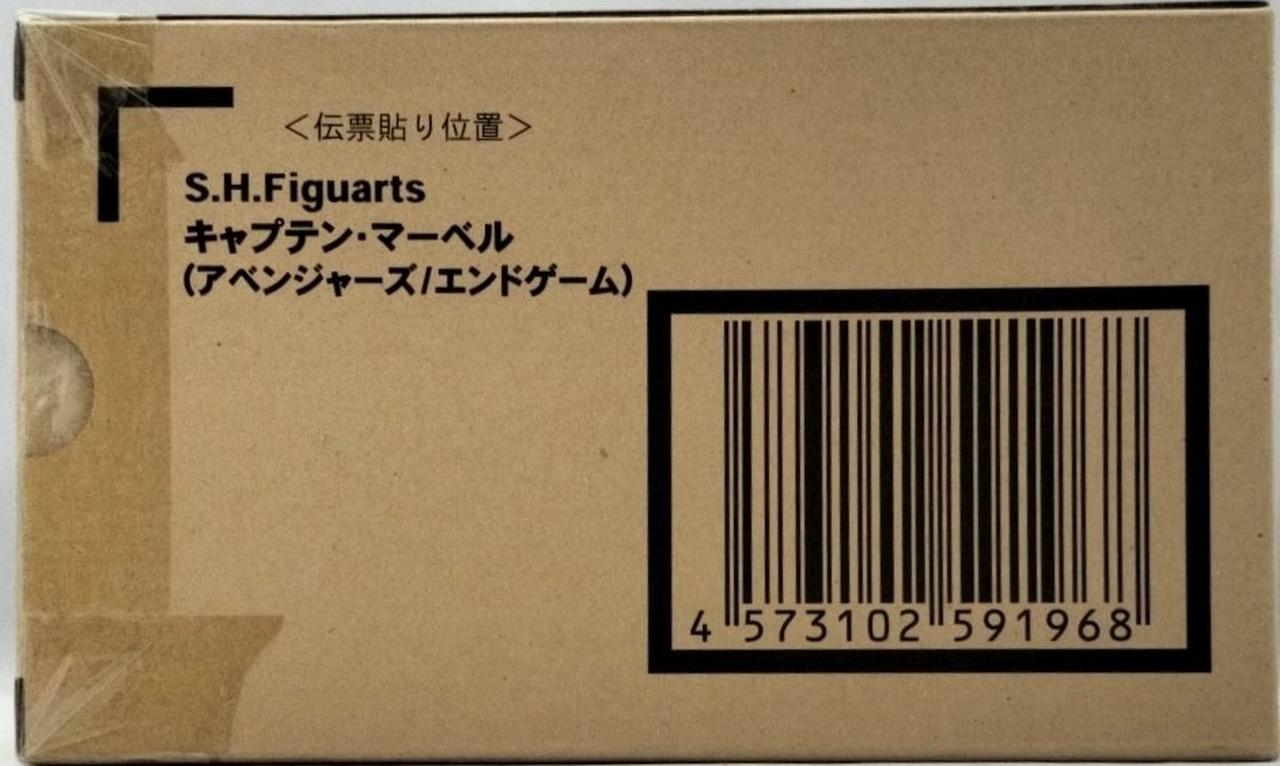 ＜伝票貼り位置＞
S.H.Figuarts
キャプテン・マーベル
(アベンジャーズ/エンドゲーム)
4 573102 591968